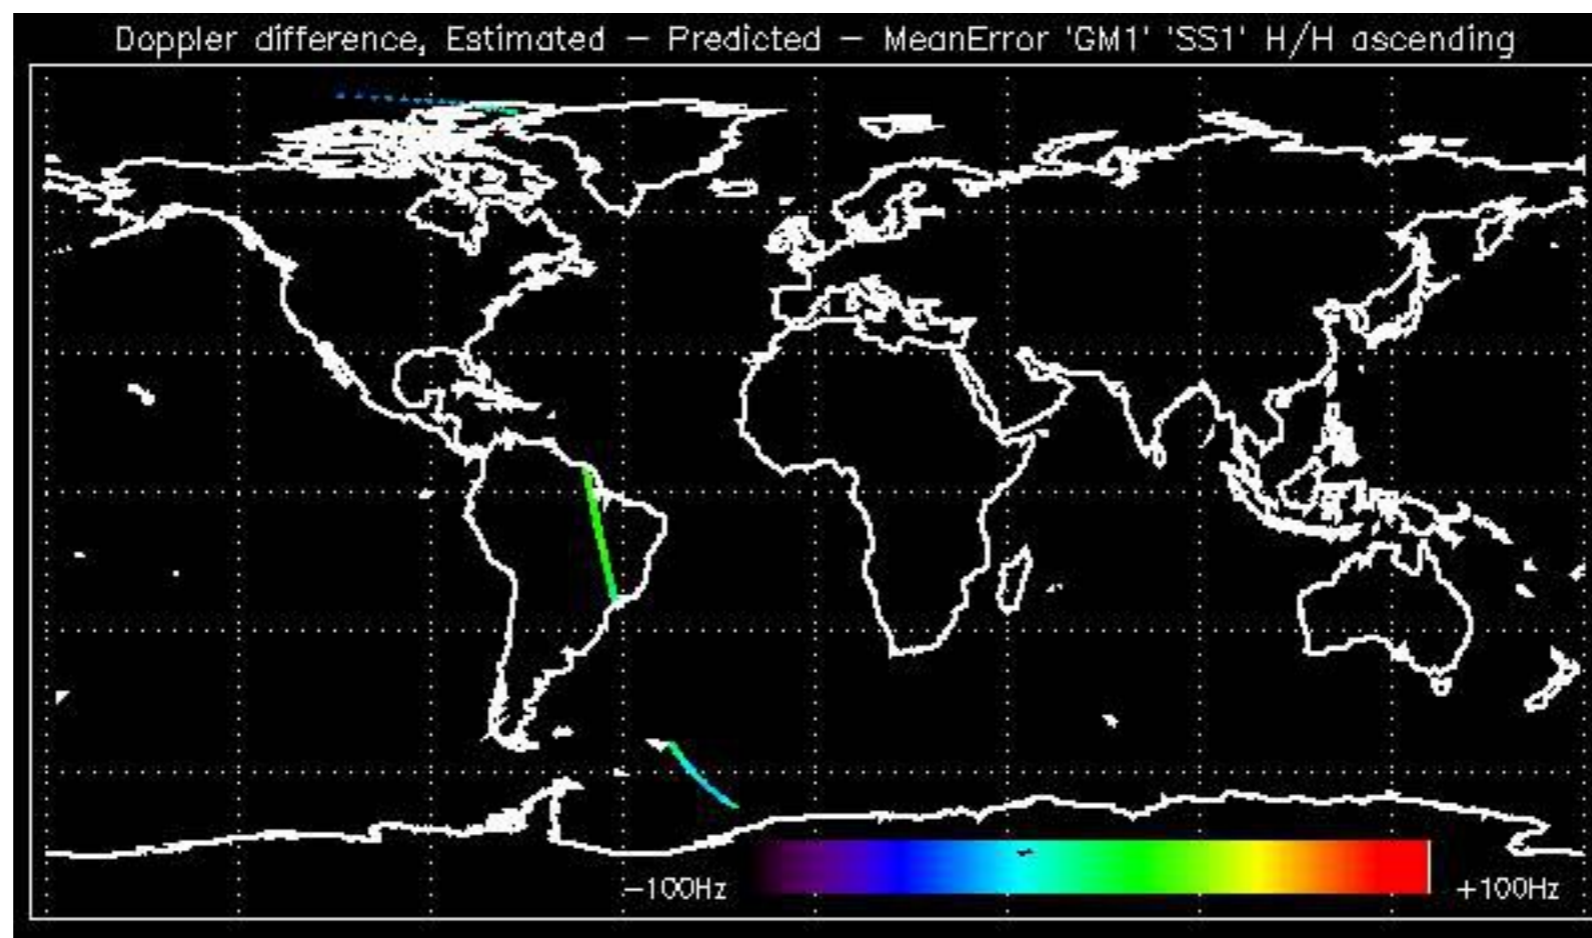 Doppler difference, Estimated – Predicted – MeanError 'GM1' 'SS1' H/H ascending
–100Hz
+100Hz